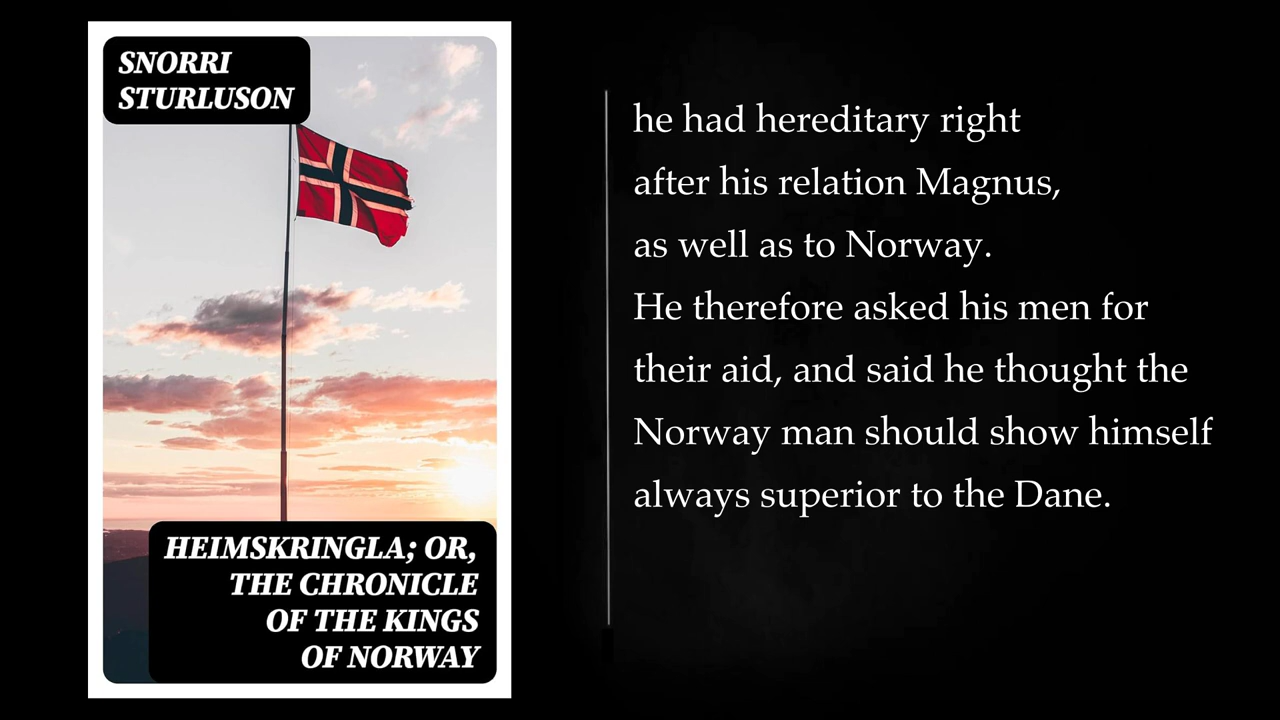 SNORRI
STURLUSON
HEIMSKRINGLA; OR,
THE CHRONICLE
OF THE KINGS
OF NORWAY
he had hereditary right
after his relation Magnus,
as well as to Norway.
He therefore asked his men for
their aid, and said he thought the
Norway man should show himself
always superior to the Dane.